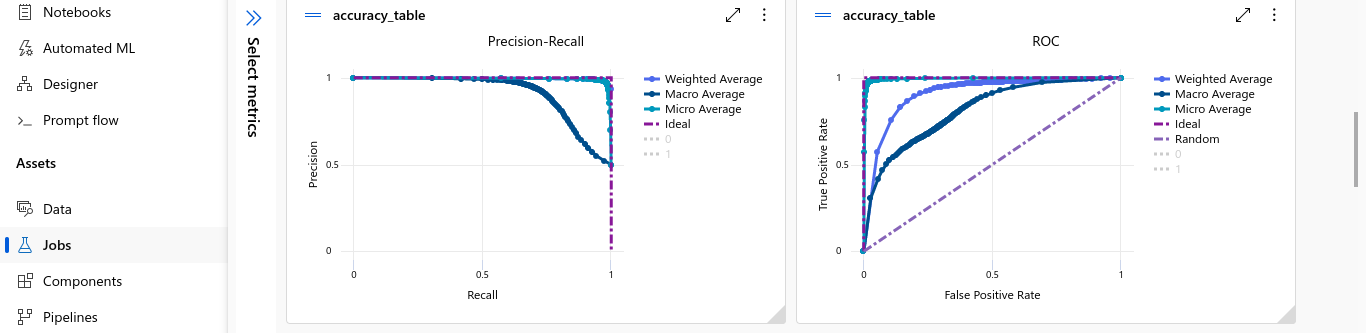 Notebooks
Automated ML
Designer
Prompt flow
Assets
Data
Jobs
Components
Pipelines
Select metrics
accuracy_table
Precision-Recall
Precision
1
0.5
0
0
0.5
1
Recall
Weighted Average
Macro Average
Micro Average
Ideal
0
1
accuracy_table
ROC
True Positive Rate
1
0.5
0
0
0.5
1
False Positive Rate
Weighted Average
Macro Average
Micro Average
Ideal
Random
0
1